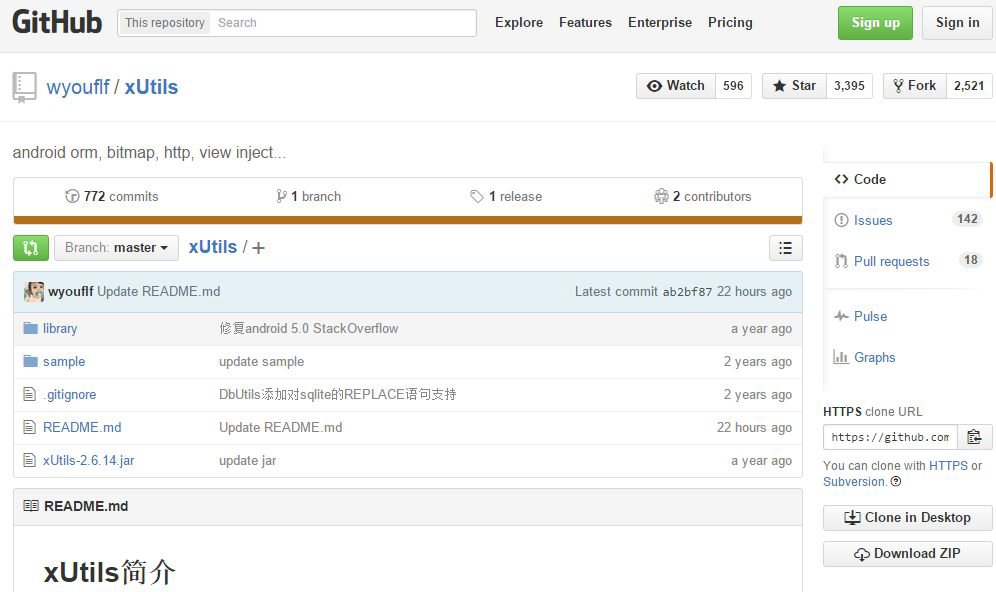 GitHub This repository Search Explore Features Enterprise Pricing Sign up Sign in
wyouflf / xUtils Watch 596 Star 3,395 Fork 2,521
android orm, bitmap, http, view inject...
772 commits 1 branch 1 release 2 contributors
Branch: master xUtils / +
wyouflf Update README.md Latest commit ab2bf87 22 hours ago
library 修复android 5.0 StackOverflow a year ago
sample update sample 2 years ago
.gitignore DbUtils添加对sqlite的REPLACE语句支持 2 years ago
README.md Update README.md 22 hours ago
xUtils-2.6.14.jar update jar a year ago
README.md
xUtils简介
Code
Issues 142
Pull requests 18
Pulse
Graphs
HTTPS clone URL
https://github.com
You can clone with HTTPS or
Subversion.
Clone in Desktop
Download ZIP